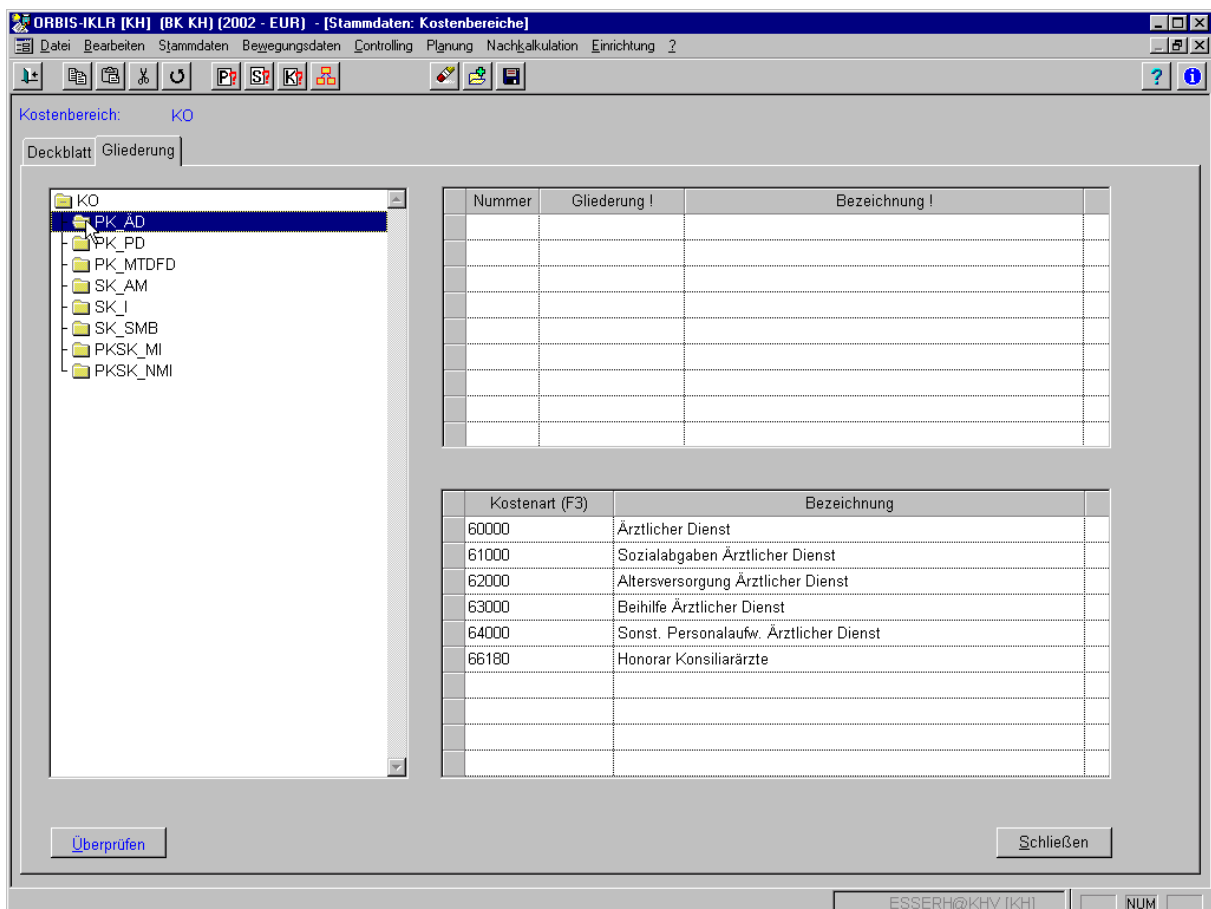 ORBIS-IKLR [KH] (BK KH) (2002 - EUR) - [Stammdaten: Kostenbereiche]
Datei Bearbeiten Stammdaten Bewegungsdaten Controlling Planung Nachkalkulation Einrichtung ?
P? S? K? ? i
Kostenbereich: KO
Deckblatt Gliederung
KO
PK_ÄD
PK_PD
PK_MTDFD
SK_AM
SK_I
SK_SMB
PKSK_MI
PKSK_NMI
Nummer Gliederung ! Bezeichnung !
Kostenart (F3) Bezeichnung
60000 Ärztlicher Dienst
61000 Sozialabgaben Ärztlicher Dienst
62000 Altersversorgung Ärztlicher Dienst
63000 Beihilfe Ärztlicher Dienst
64000 Sonst. Personalaufw. Ärztlicher Dienst
66180 Honorar Konsiliarärzte
Überprüfen Schließen
ESSERH@KHV [KH] NUM